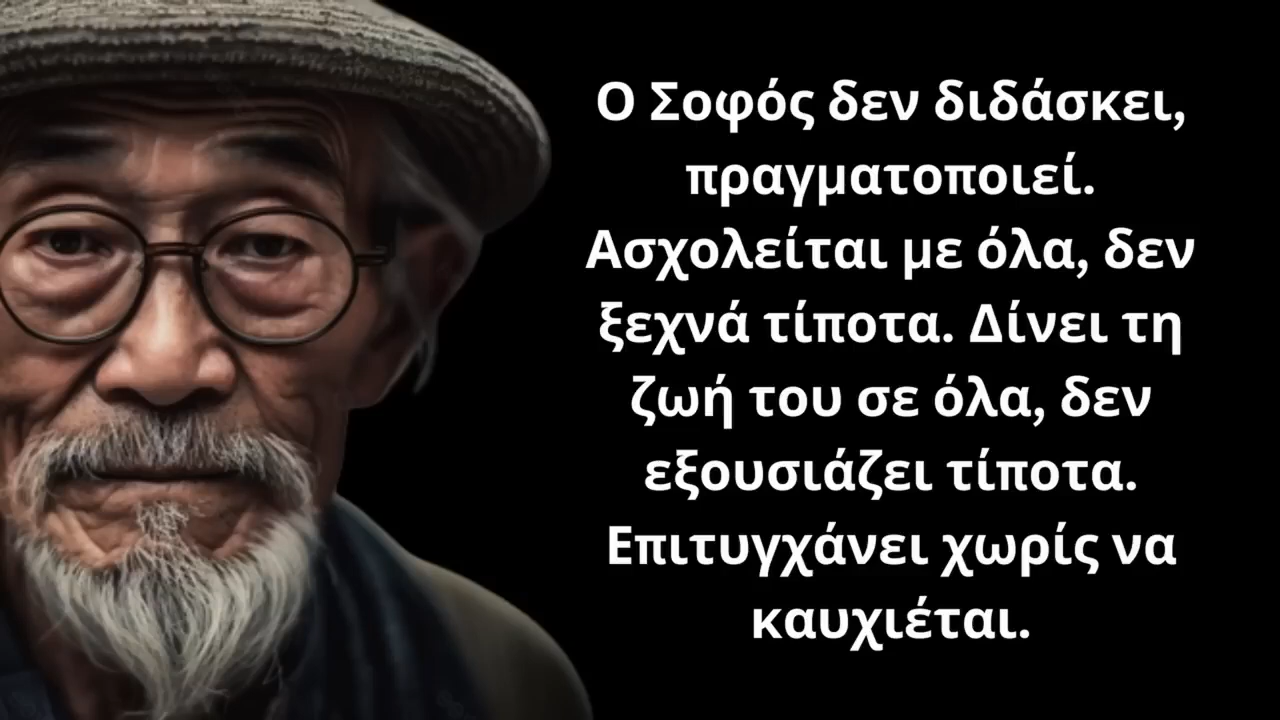 Ο Σοφός δεν διδάσκει,
πραγματοποιεί.
Ασχολείται με όλα, δεν
ξεχνά τίποτα. Δίνει τη
ζωή του σε όλα, δεν
εξουσιάζει τίποτα.
Επιτυγχάνει χωρίς να
καυχιέται.